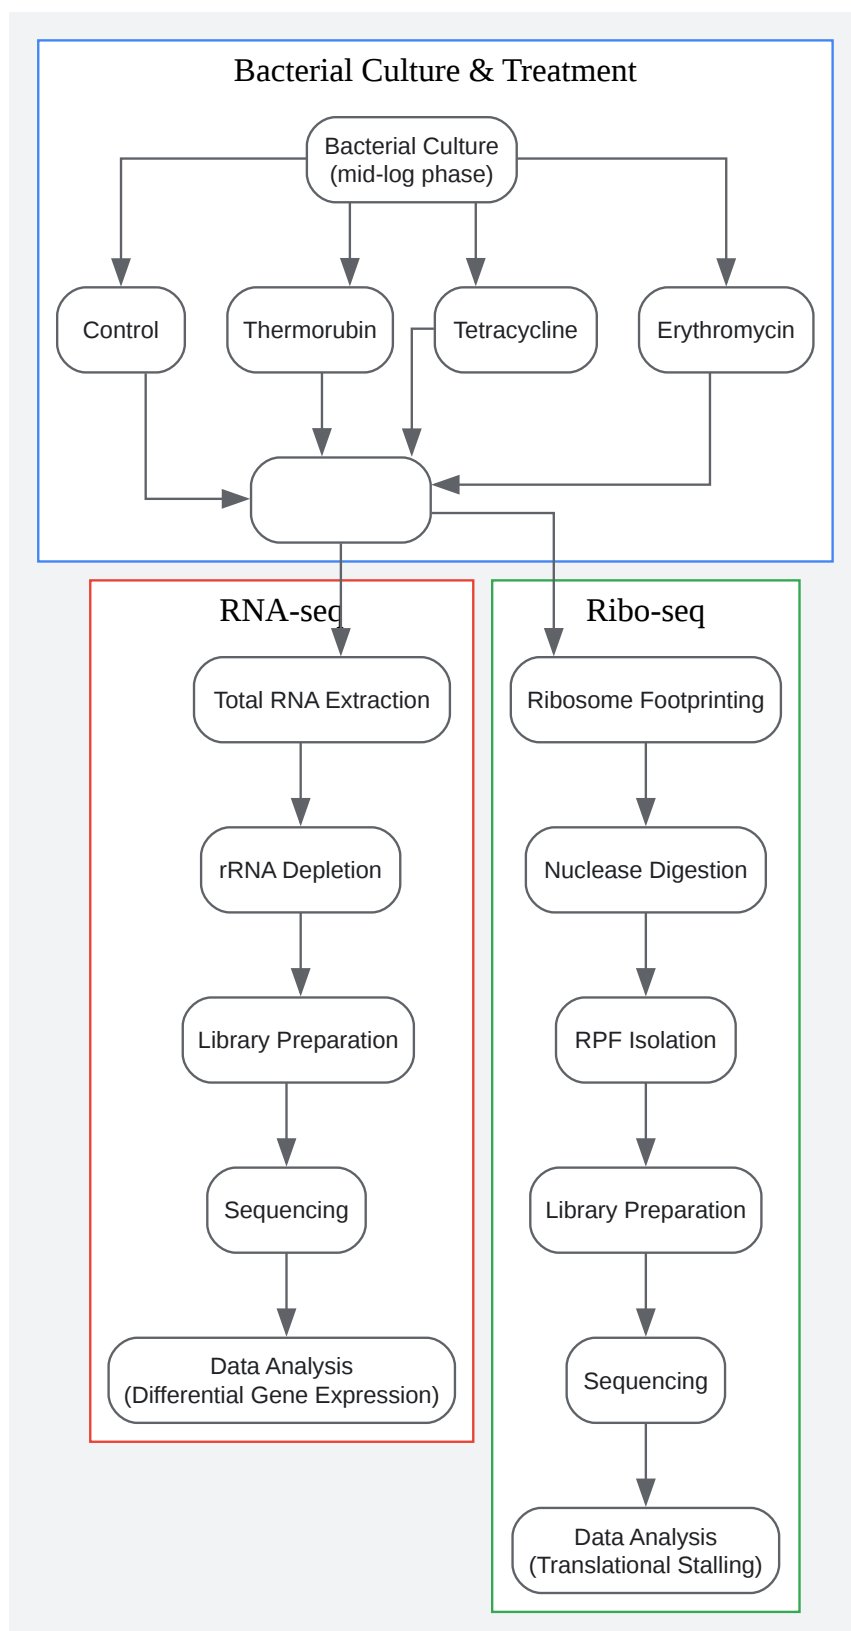 Bacterial Culture & Treatment
Bacterial Culture
(mid-log phase)
Control
Thermorubin
Tetracycline
Erythromycin
RNA-seq
Total RNA Extraction
rRNA Depletion
Library Preparation
Sequencing
Data Analysis
(Differential Gene Expression)
Ribo-seq
Ribosome Footprinting
Nuclease Digestion
RPF Isolation
Library Preparation
Sequencing
Data Analysis
(Translational Stalling)